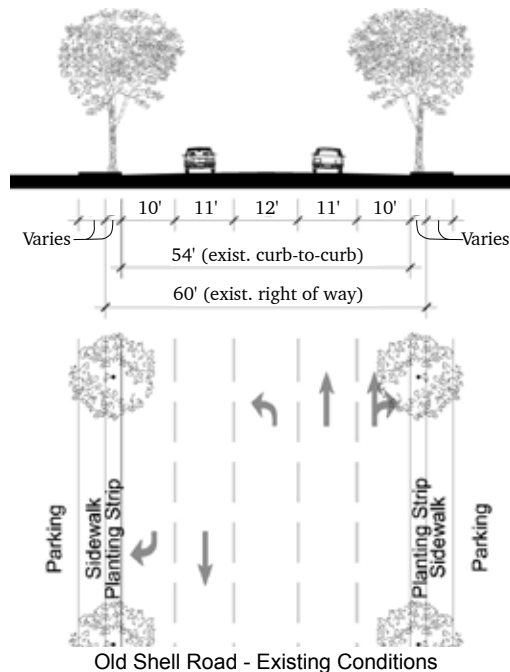 10' 11' 12' 11' 10'
Varies Varies
54' (exist. curb-to-curb)
60' (exist. right of way)
Parking
Sidewalk
Planting Strip
Planting Strip
Sidewalk
Parking
Old Shell Road - Existing Conditions